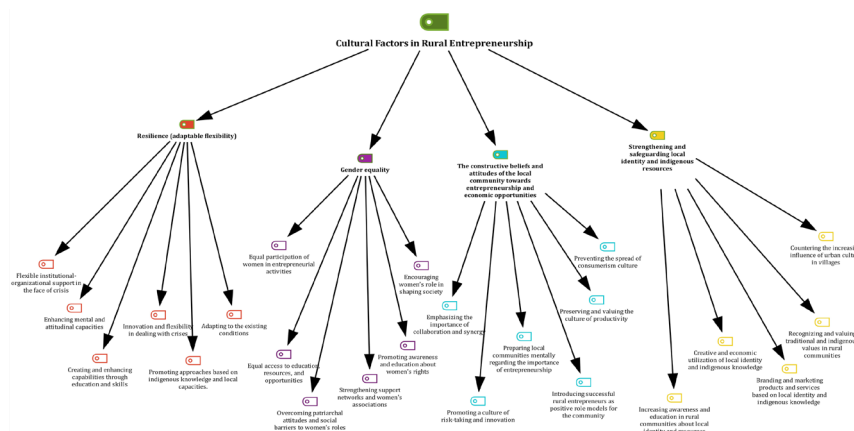 Cultural Factors in Rural Entrepreneurship
Resilience (adaptable flexibility)
Gender equality
The constructive beliefs and
attitudes of the local
community towards
entrepreneurship and
economic opportunities
Strengthening and
safeguarding local
identity and indigenous
resources
Flexible institutional-
organizational support in
the face of crisis
Enhancing mental and
attitudinal capacities
Creating and enhancing
capabilities through
education and skills
Innovation and flexibility
in dealing with crises
Promoting approaches based on
indigenous knowledge and local
capacities.
Adapting to the existing
conditions
Equal participation of
women in entrepreneurial
activities
Equal access to education,
resources, and
opportunities
Overcoming patriarchal
attitudes and social
barriers to women's roles
Strengthening support
networks and women's
associations
Promoting awareness
and education about
women's rights
Encouraging
women's role in
shaping society
Emphasizing the
importance of
collaboration and synergy
Promoting a culture of
risk-taking and innovation
Preparing local
communities mentally
regarding the importance
of entrepreneurship
Introducing successful
rural entrepreneurs as
positive role models for
the community
Preserving and valuing
the culture of productivity
Preventing the spread of
consumerism culture
Increasing awareness and
education in rural
communities about local
Creative and economic
utilization of local identity
and indigenous knowledge
Branding and marketing
products and services
based on local identity and
indigenous knowledge
Recognizing and valuing
traditional and indigenous
values in rural
communities
Countering the
influence of urban
in villages